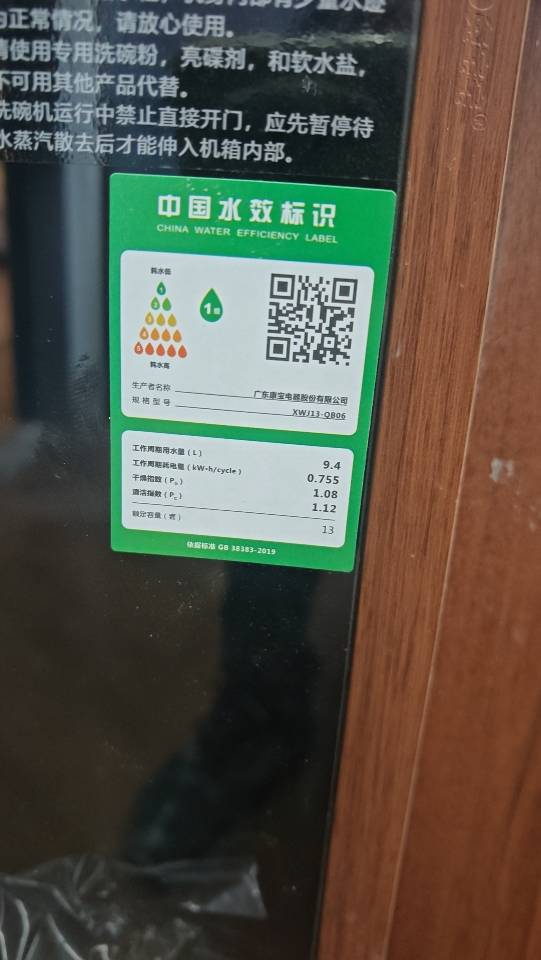 为正常情况，请放心使用。
请使用专用洗碗粉，亮碟剂，和软水盐，
不可用其他产品代替。
洗碗机运行中禁止直接开门，应先暂停待
水蒸汽散去后才能伸入机箱内部。
中国水效标识
CHINA WATER EFFICIENCY LABEL
耗水低
1
2
3
4
5
耗水高
1级
生产者名称 广东康宝电器股份有限公司
规格型号 XWJ13-QB06
工作周期用水量（L） 9.4
工作周期耗电量（kW·h/cycle） 0.755
干燥指数（PD） 1.08
清洁指数（PC） 1.12
额定容量（套） 13
依据标准 GB 38383-2019